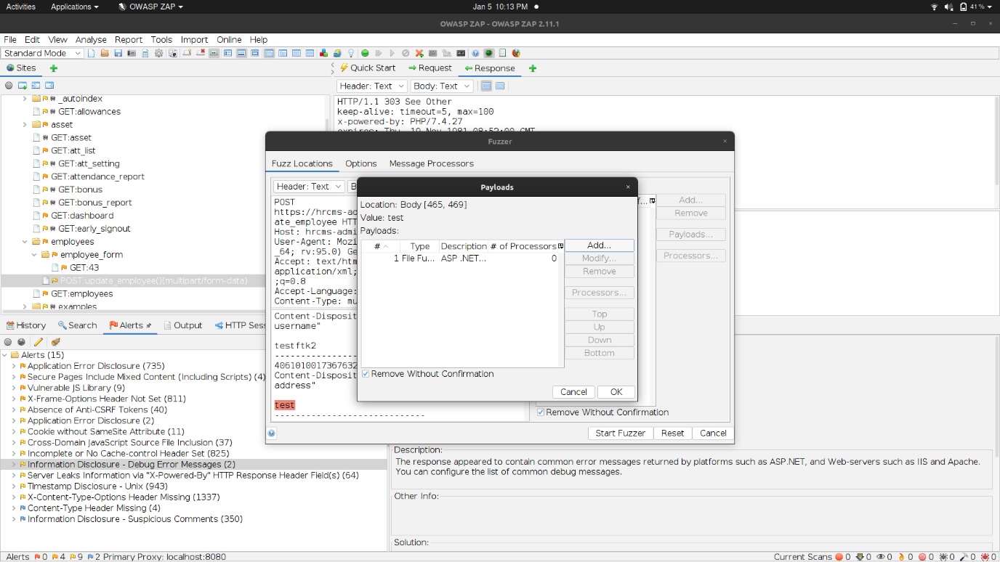 Activities Applications OWASP ZAP Jan 5 10:13 PM 41 %
OWASP ZAP - OWASP ZAP 2.11.1
File Edit View Analyse Report Tools Import Online Help
Standard Mode
Sites
Quick Start Request Response
Header: Text Body: Text
_autoindex
GET:allowances
asset
GET:asset
GET:att_list
GET:att_setting
GET:attendance_report
GET:bonus
GET:bonus_report
GET:dashboard
GET:early_signout
employees
employee_form
GET:43
POST:update_employee()(multipart/form-data)
GET:employees
examples
HTTP/1.1 303 See Other
keep-alive: timeout=5, max=100
x-powered-by: PHP/7.4.27
expires: Thu, 19 Nov 1981 08:52:00 GMT
Fuzzer
Fuzz Locations Options Message Processors
Header: Text B
POST
https://hrcms-ad
ate_employee HTT
Host: hrcms-admi
User-Agent: Mozi
_64; rv:95.0) Ge
Accept: text/htm
application/xml;
;q=0.8
Accept-Language:
Content-Type: mu
Content-Disposit
username"
testftk2
------------------
4061010017367632
Content-Disposit
address"
test
-----------------------------
f...
Add...
Remove
Payloads...
Processors...
Remove Without Confirmation
Start Fuzzer Reset Cancel
Payloads
Location: Body [465, 469]
Value: test
Payloads:
# Type Description # of Processors
1 File Fu... ASP .NET... 0
Add...
Modify...
Remove
Processors...
Top
Up
Down
Bottom
Remove Without Confirmation
Cancel OK
History Search Alerts Output HTTP Ses
Alerts (15)
Application Error Disclosure (735)
Secure Pages Include Mixed Content (Including Scripts) (4)
Vulnerable JS Library (9)
X-Frame-Options Header Not Set (811)
Absence of Anti-CSRF Tokens (40)
Application Error Disclosure (2)
Cookie without SameSite Attribute (11)
Cross-Domain JavaScript Source File Inclusion (37)
Incomplete or No Cache-control Header Set (825)
Information Disclosure - Debug Error Messages (2)
Server Leaks Information via "X-Powered-By" HTTP Response Header Field(s) (64)
Timestamp Disclosure - Unix (943)
X-Content-Type-Options Header Missing (1337)
Content-Type Header Missing (4)
Information Disclosure - Suspicious Comments (350)
Description:
The response appeared to contain common error messages returned by platforms such as ASP.NET, and Web-servers such as IIS and Apache.
You can configure the list of common debug messages.
Other Info:
Solution:
Alerts 0 4 9 2 Primary Proxy: localhost:8080 Current Scans 0 0 0 0 0 0 0 0